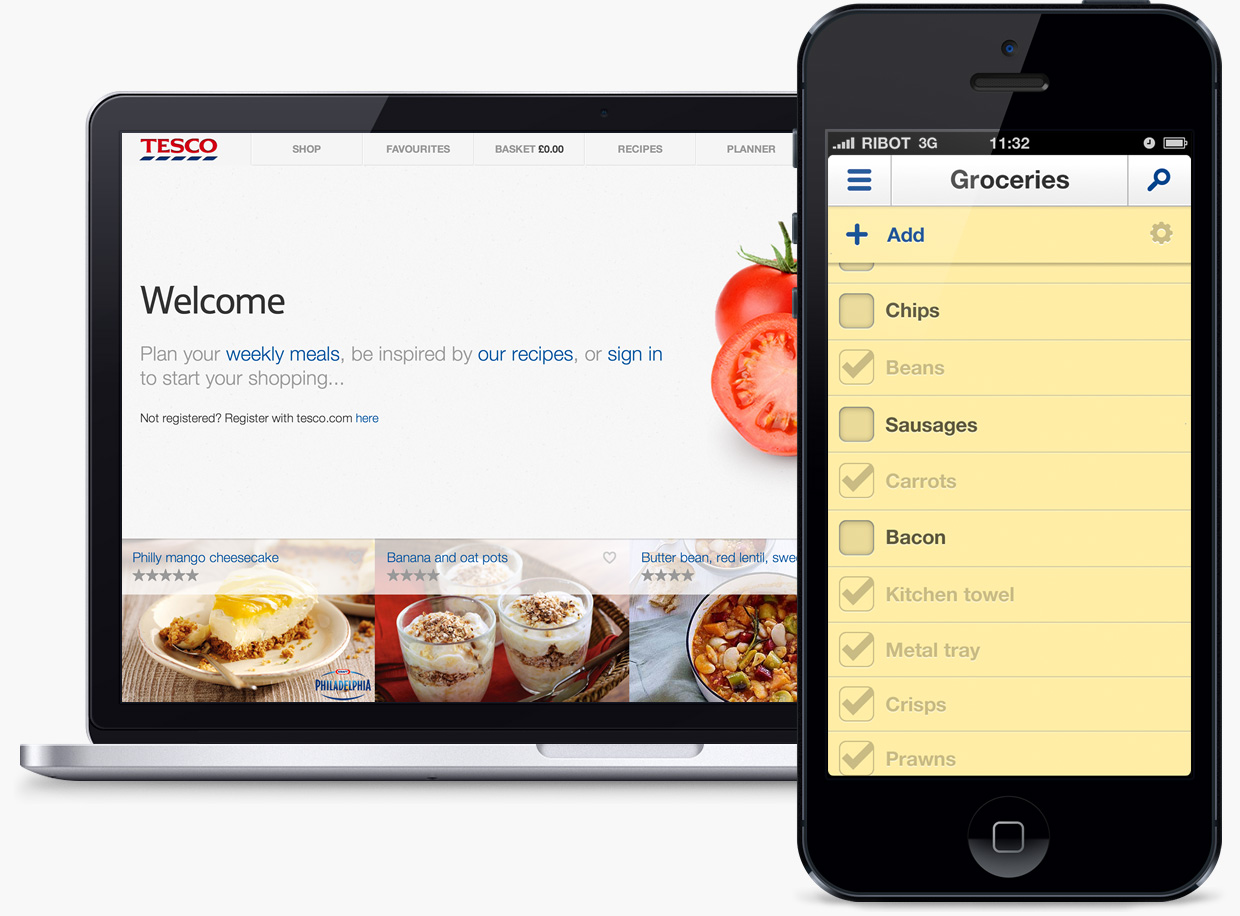 TESCO
SHOP
FAVOURITES
BASKET £0.00
RECIPES
PLANNER
Welcome
Plan your weekly meals, be inspired by our recipes, or sign in
to start your shopping...
Not registered? Register with tesco.com here
Philly mango cheesecake
Banana and oat pots
Butter bean, red lentil, swee
PHILADELPHIA
RIBOT 3G
11:32
Groceries
Add
Chips
Beans
Sausages
Carrots
Bacon
Kitchen towel
Metal tray
Crisps
Prawns